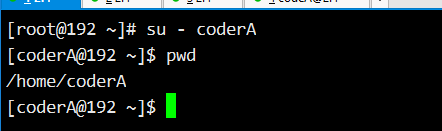 [root@192 ~]# su - coderA
[coderA@192 ~]$ pwd
/home/coderA
[coderA@192 ~]$